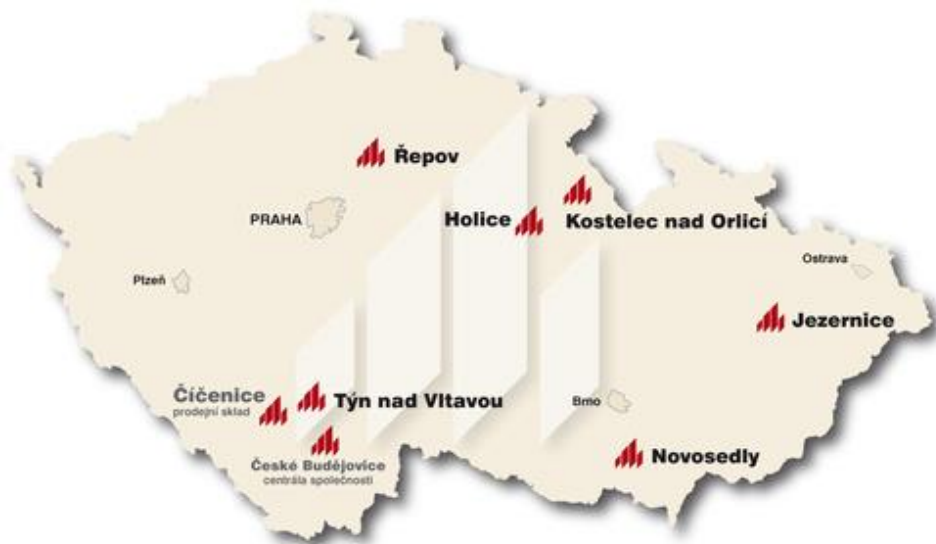 Řepov
PRAHA
Holice
Kostelec nad Orlicí
Plzeň
Ostrava
Jezernice
Číčenice
prodejní sklad
Týn nad Vltavou
Brno
České Budějovice
centrála společnosti
Novosedly